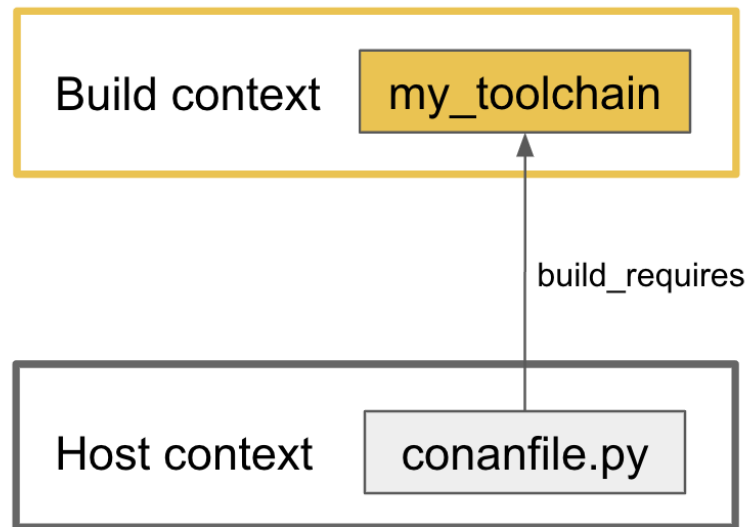 Build context
my_toolchain
build_requires
Host context
conanfile.py